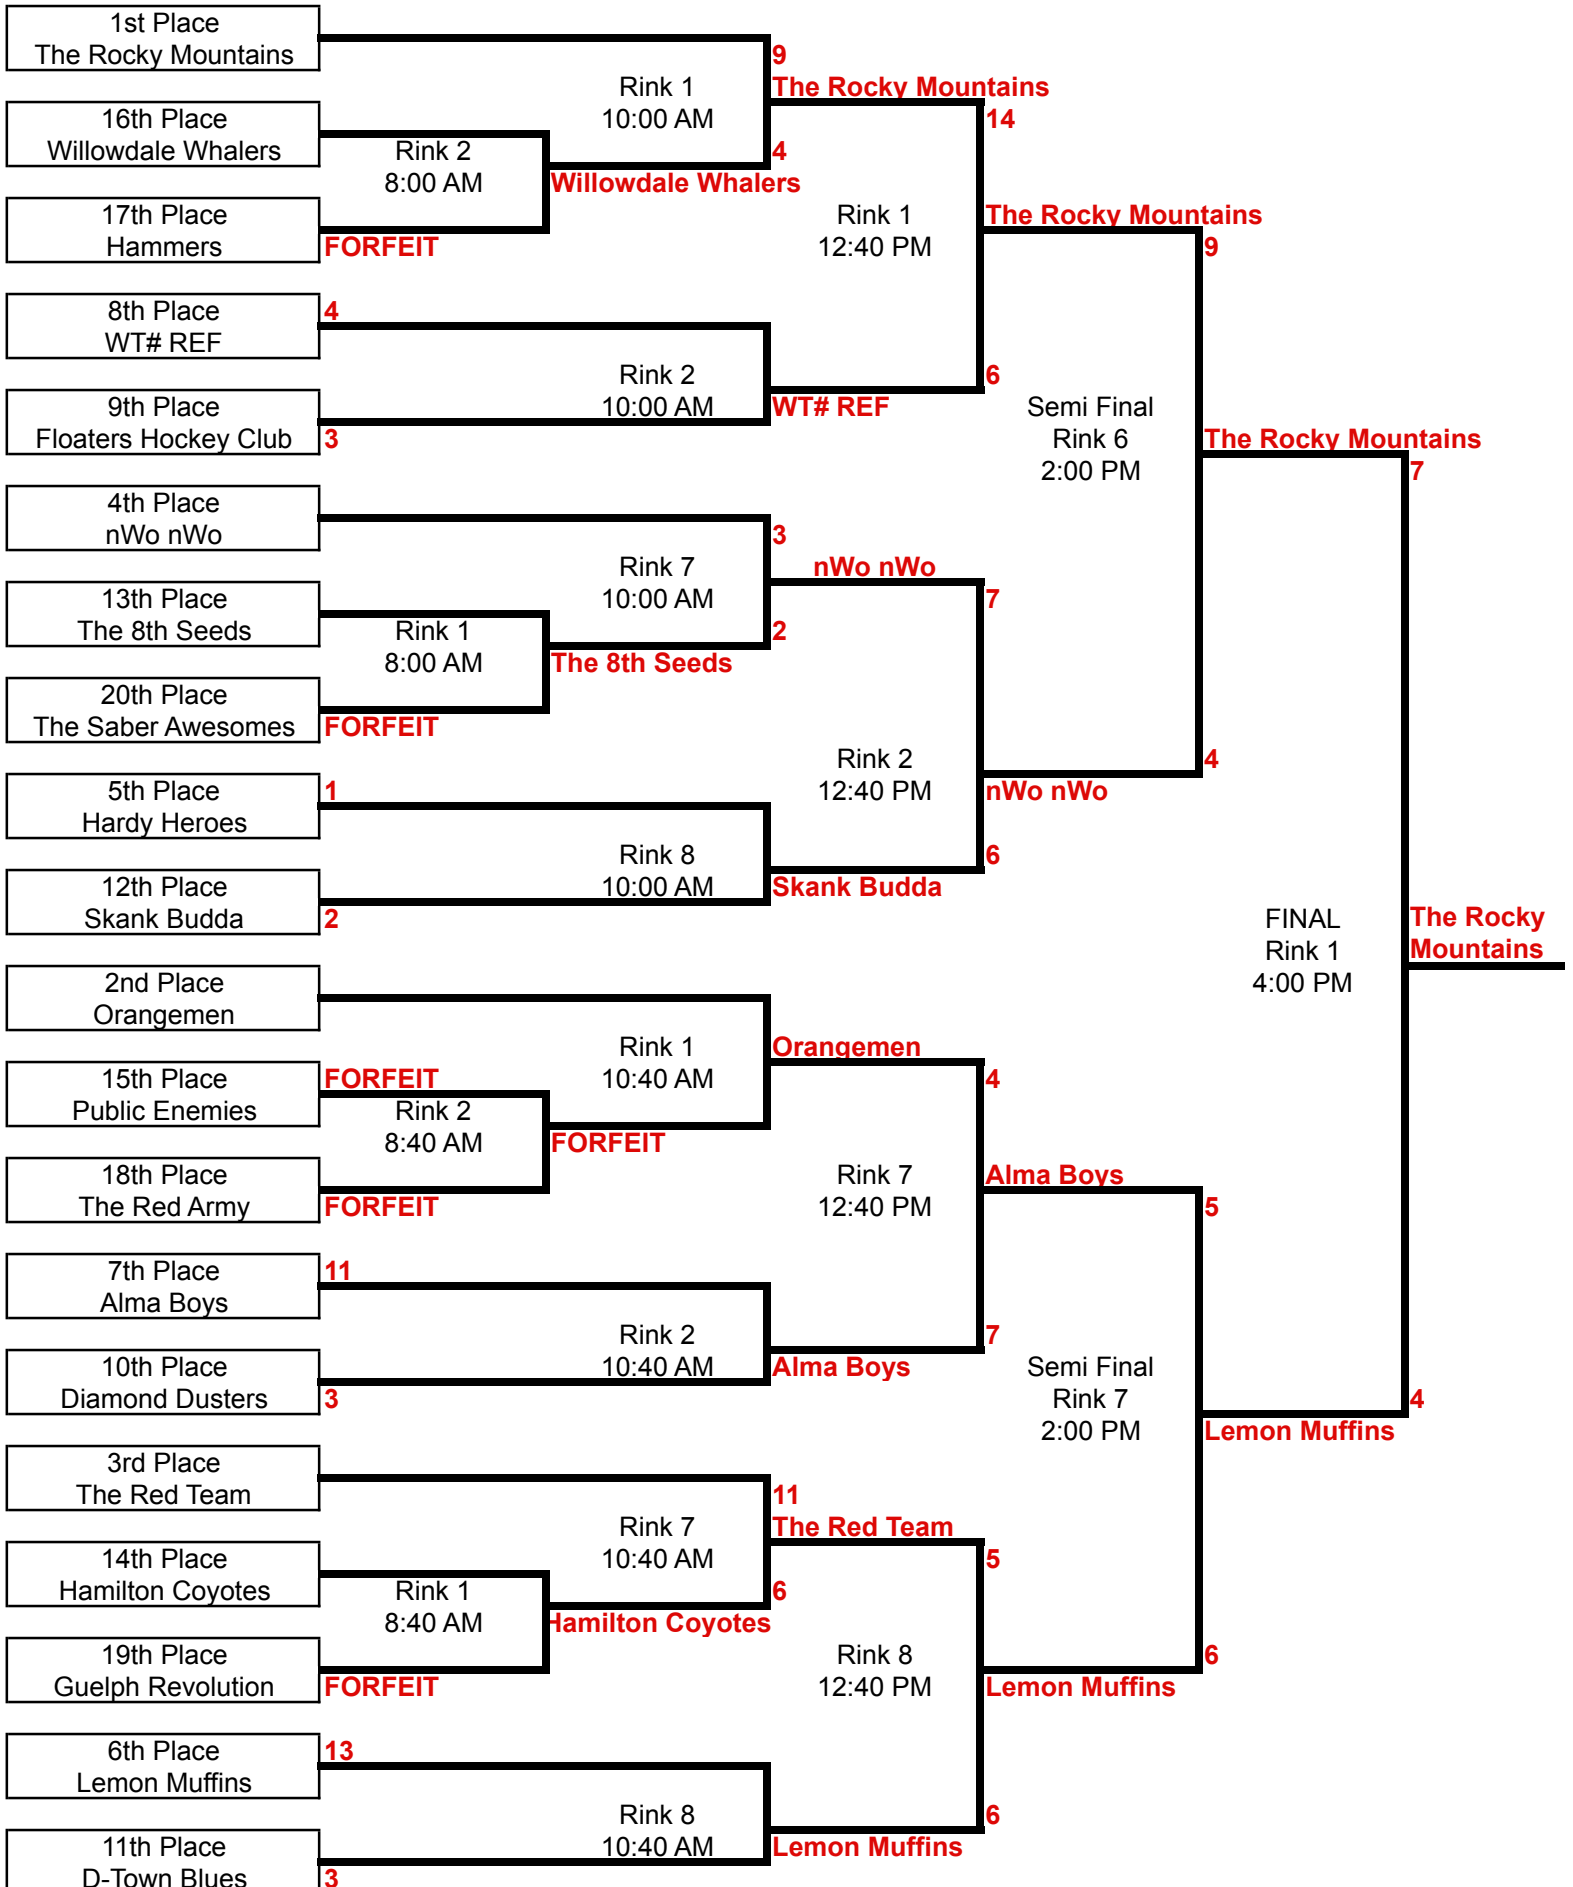 1st Place
The Rocky Mountains
9
Rink 1
10:00 AM
The Rocky Mountains
14
16th Place
Willowdale Whalers
Rink 2
8:00 AM
4
Willowdale Whalers
17th Place
Hammers
FORFEIT
Rink 1
12:40 PM
The Rocky Mountains
9
8th Place
WT# REF
4
Rink 2
10:00 AM
6
WT# REF
9th Place
Floaters Hockey Club
3
Semi Final
Rink 6
2:00 PM
The Rocky Mountains
7
4th Place
nWo nWo
3
Rink 7
10:00 AM
nWo nWo
7
13th Place
The 8th Seeds
Rink 1
8:00 AM
2
The 8th Seeds
20th Place
The Saber Awesomes
FORFEIT
Rink 2
12:40 PM
4
nWo nWo
5th Place
Hardy Heroes
1
Rink 8
10:00 AM
6
Skank Budda
12th Place
Skank Budda
2
FINAL
Rink 1
4:00 PM
The Rocky
Mountains
2nd Place
Orangemen
Rink 1
10:40 AM
Orangemen
4
15th Place
Public Enemies
FORFEIT
Rink 2
8:40 AM
FORFEIT
18th Place
The Red Army
FORFEIT
Rink 7
12:40 PM
Alma Boys
5
7th Place
Alma Boys
11
Rink 2
10:40 AM
7
Alma Boys
10th Place
Diamond Dusters
3
Semi Final
Rink 7
2:00 PM
4
Lemon Muffins
3rd Place
The Red Team
11
Rink 7
10:40 AM
The Red Team
5
14th Place
Hamilton Coyotes
Rink 1
8:40 AM
6
Hamilton Coyotes
19th Place
Guelph Revolution
FORFEIT
Rink 8
12:40 PM
6
Lemon Muffins
6th Place
Lemon Muffins
13
Rink 8
10:40 AM
6
Lemon Muffins
11th Place
D-Town Blues
3